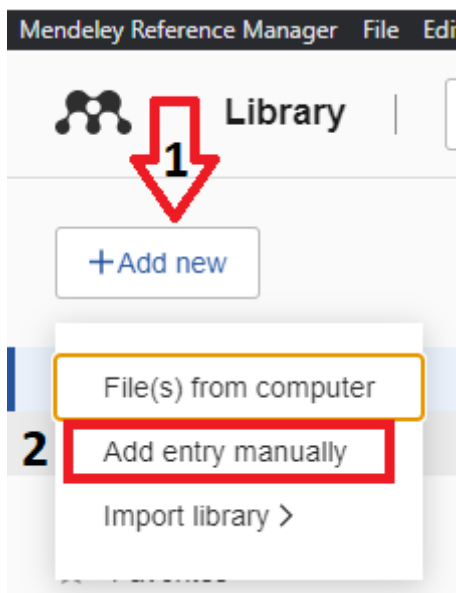 Mendeley Reference Manager File Edi
Library
1
+Add new
File(s) from computer
2 Add entry manually
Import library >